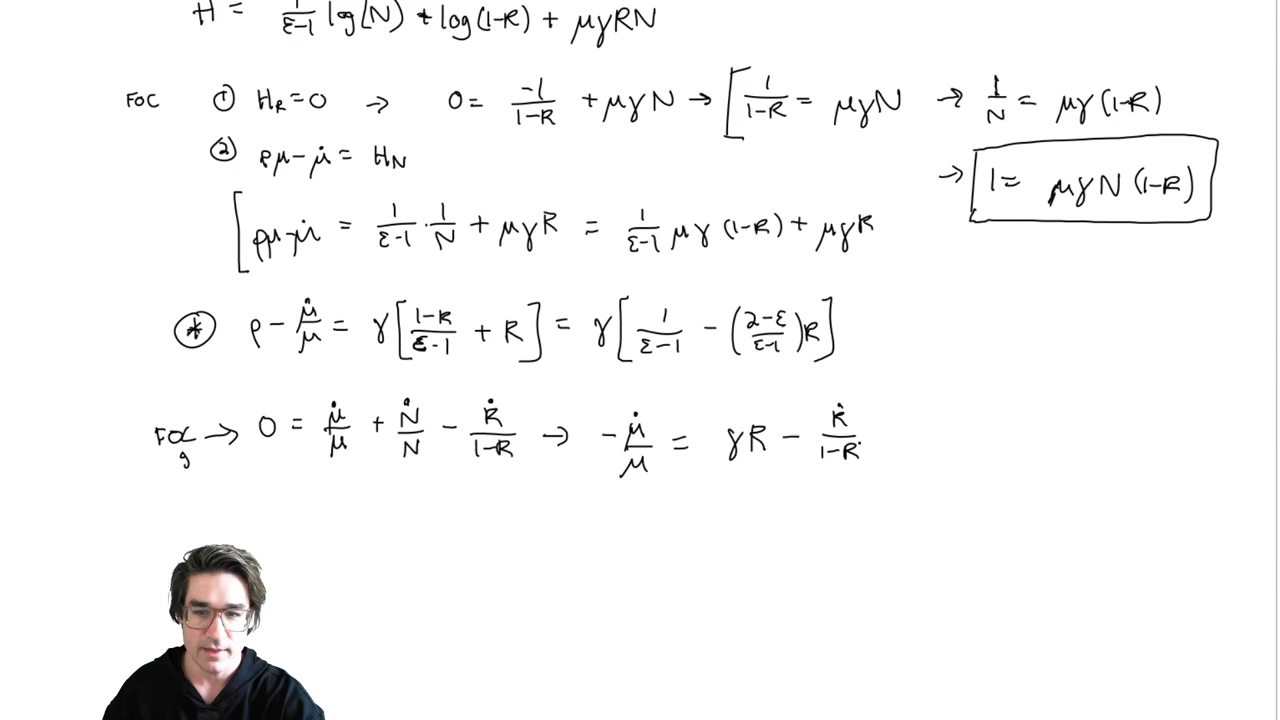 H = 1/(ε-1) log(N) + log(1-R) + μγRN
FOC ① H_R = 0 → 0 = -1/(1-R) + μγN → [ 1/(1-R) = μγN → 1/N = μγ(1-R)
② ρμ - μ̇ = H_N
→ 1 = μγN(1-R)
[ ρμ - μ̇ = 1/(ε-1) · 1/N + μγR = 1/(ε-1) μγ(1-R) + μγR
(*) ρ - μ̇/μ = γ[ (1-R)/(ε-1) + R ] = γ[ 1/(ε-1) - ((2-ε)/(ε-1))R ]
FOC g → 0 = μ̇/μ + Ṅ/N - Ṙ/(1-R) → -μ̇/μ = γR - Ṙ/(1-R)